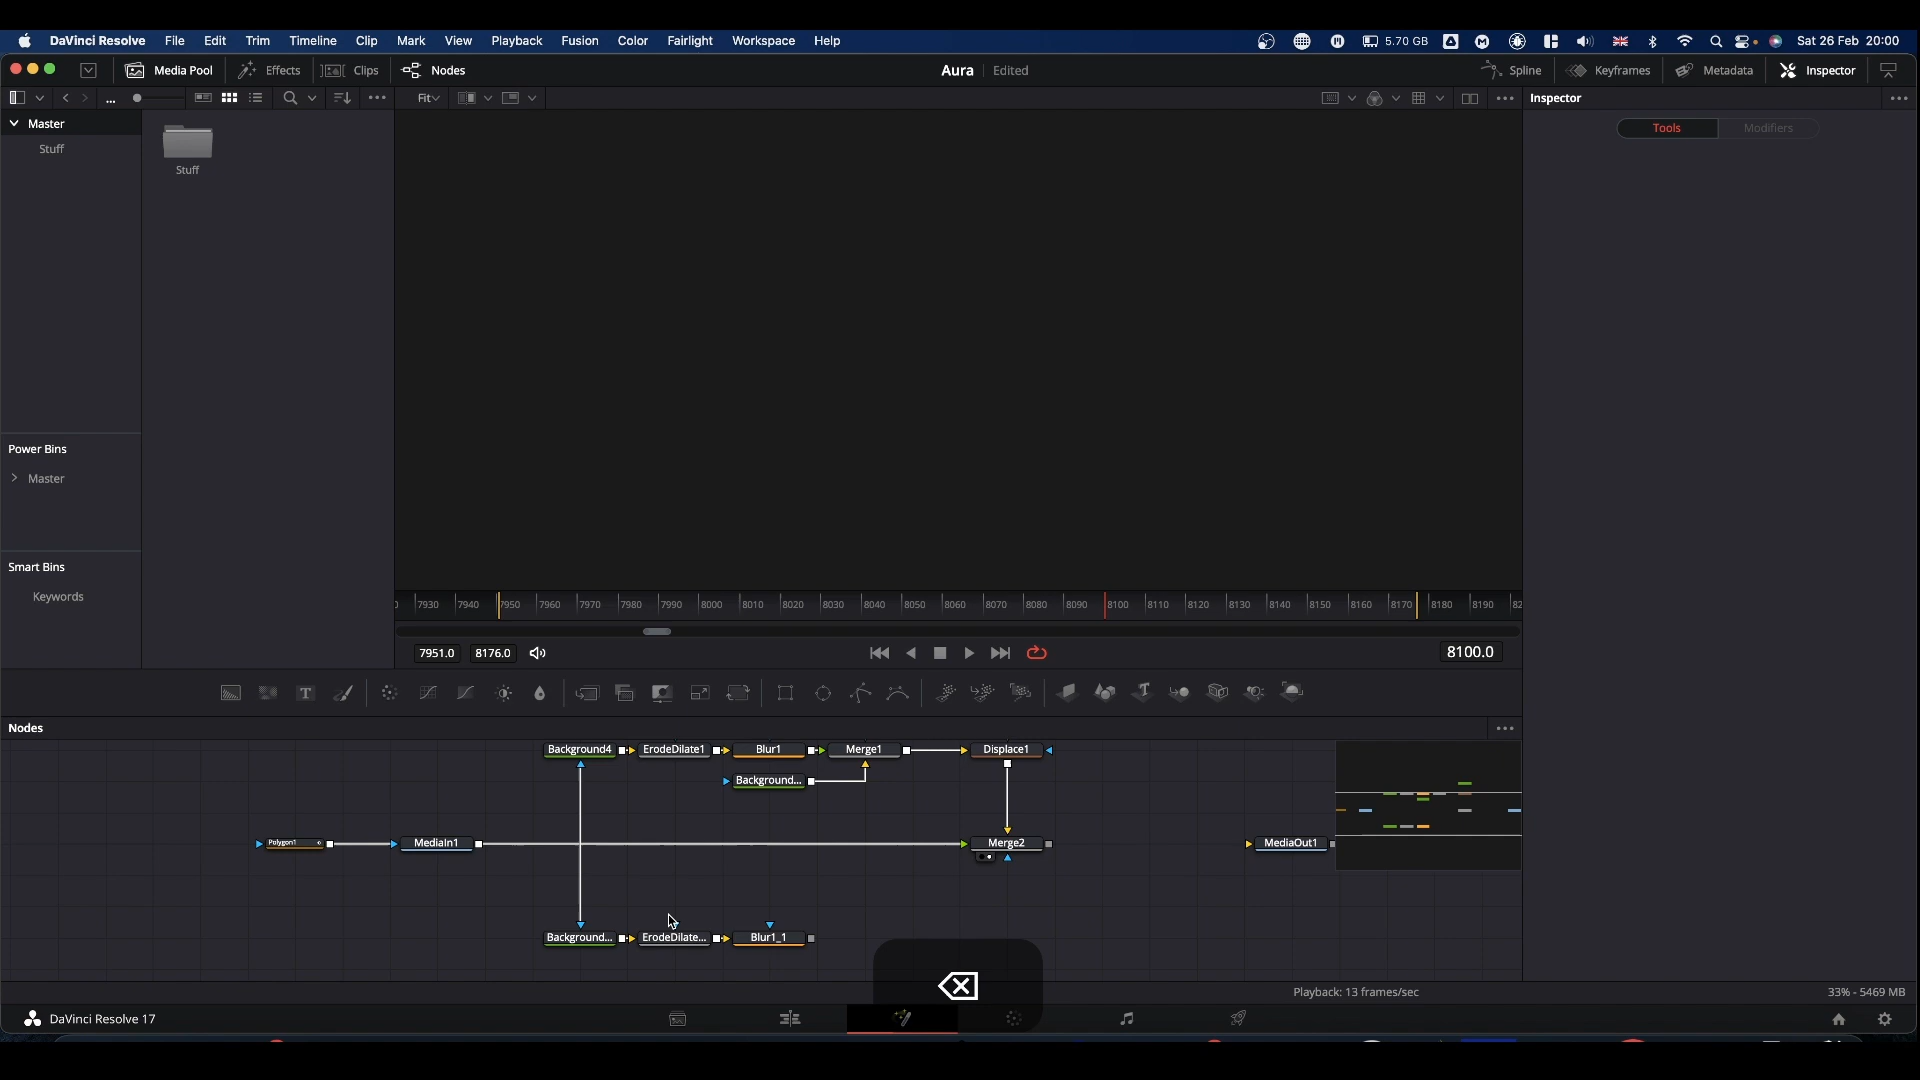 DaVinci Resolve File Edit Trim Timeline Clip Mark View Playback Fusion Color Fairlight Workspace Help 5.70 GB Sat 26 Feb 20:00
Media Pool Effects Clips Nodes Aura Edited Spline Keyframes Metadata Inspector
... Fit Inspector
Master
Stuff
Stuff
Tools Modifiers
Power Bins
Master
Smart Bins
Keywords
7930 7940 7950 7960 7970 7980 7990 8000 8010 8020 8030 8040 8050 8060 8070 8080 8090 8100 8110 8120 8130 8140 8150 8160 8170 8180 8190 82
7951.0 8176.0 8100.0
Nodes
Background4 ErodeDilate1 Blur1 Merge1 Displace1
Background...
Polygon1 MediaIn1 Merge2 MediaOut1
Background... ErodeDilate... Blur1_1
Playback: 13 frames/sec 33% - 5469 MB
DaVinci Resolve 17